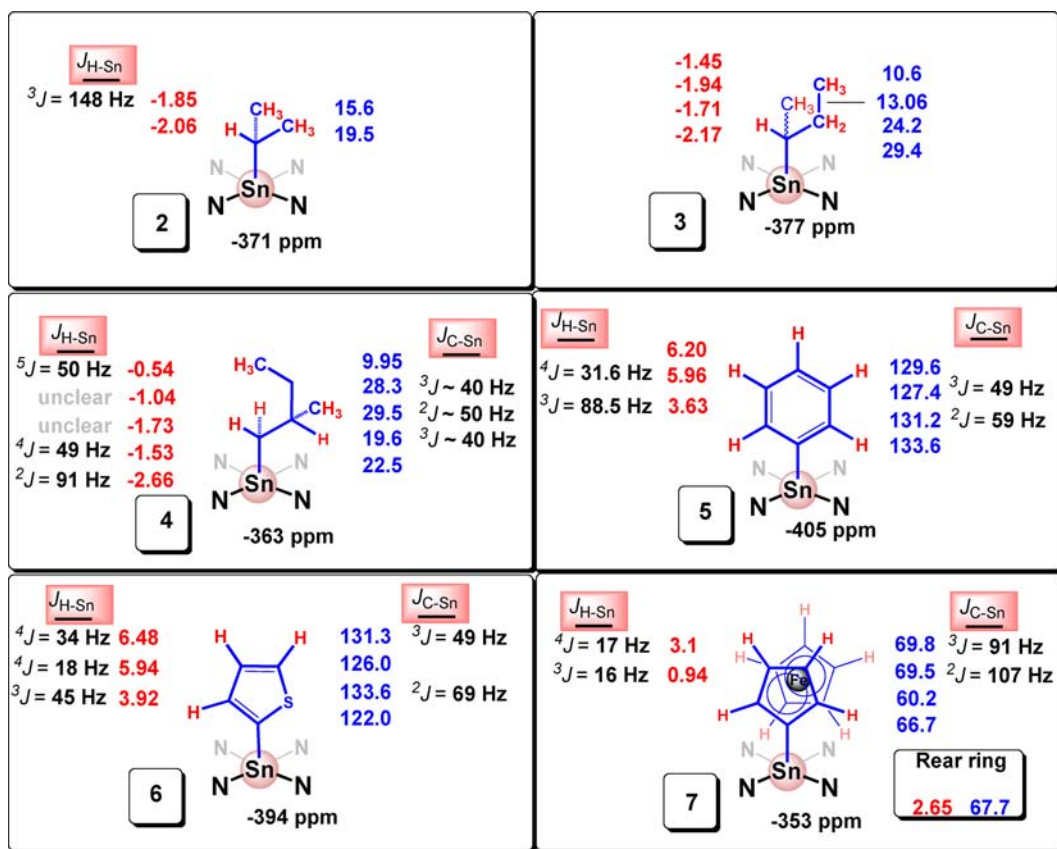 J H-Sn
3J = 148 Hz -1.85
-2.06
H CH3 CH3
15.6
19.5
N N
Sn
N N
2
-371 ppm
-1.45
-1.94
-1.71
-2.17
CH3
CH3
H CH2
10.6
13.06
24.2
29.4
N N
Sn
N N
3
-377 ppm
J H-Sn
5J = 50 Hz -0.54
unclear -1.04
unclear -1.73
4J = 49 Hz -1.53
2J = 91 Hz -2.66
H3C
H CH3
H H
9.95
28.3
29.5
19.6
22.5
J C-Sn
3J ~ 40 Hz
2J ~ 50 Hz
3J ~ 40 Hz
N N
Sn
N N
4
-363 ppm
J H-Sn
4J = 31.6 Hz
3J = 88.5 Hz
6.20
5.96
3.63
H
H H
H H
129.6
127.4
131.2
133.6
J C-Sn
3J = 49 Hz
2J = 59 Hz
N N
Sn
N N
5
-405 ppm
J H-Sn
4J = 34 Hz 6.48
4J = 18 Hz 5.94
3J = 45 Hz 3.92
H H
H S
131.3
126.0
133.6
122.0
J C-Sn
3J = 49 Hz
2J = 69 Hz
N N
Sn
N N
6
-394 ppm
J H-Sn
4J = 17 Hz 3.1
3J = 16 Hz 0.94
H
H H
H H
Fe
H H H H
69.8
69.5
60.2
66.7
J C-Sn
3J = 91 Hz
2J = 107 Hz
N N
Sn
N N
7
-353 ppm
Rear ring
2.65 67.7